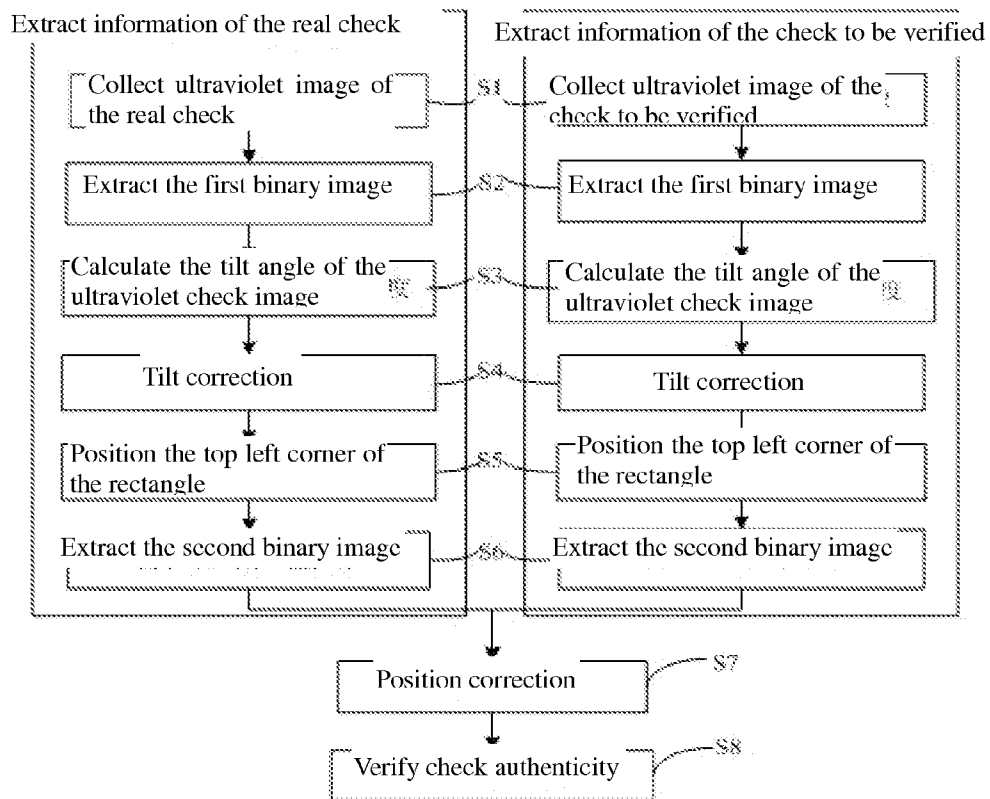 Extract information of the real check
Collect ultraviolet image of
the real check
Extract the first binary image
Calculate the tilt angle of the
ultraviolet check image 度
Tilt correction
Position the top left corner of
the rectangle
Extract the second binary image
S1
S2
S3
S4
S5
S6
Extract information of the check to be verified
Collect ultraviolet image of the
check to be verified
Extract the first binary image
Calculate the tilt angle of the
ultraviolet check image 度
Tilt correction
Position the top left corner of
the rectangle
Extract the second binary image
Position correction
S7
Verify check authenticity
S8